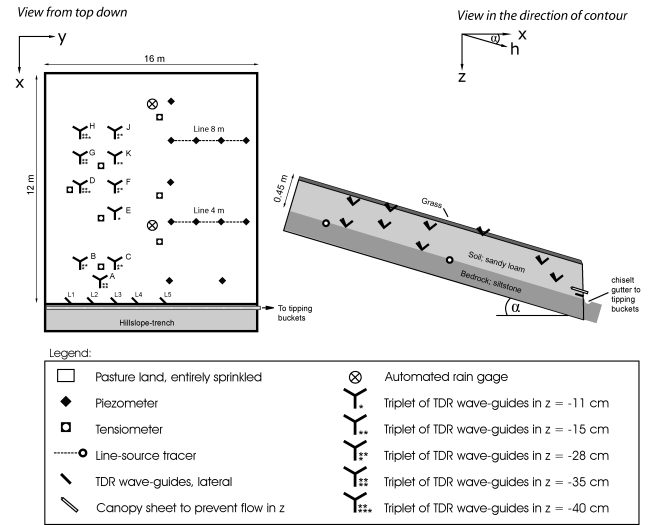 View from top down
View in the direction of contour
y
x
16 m
12 m
Line 8 m
Line 4 m
H
J
G
K
D
F
E
B
C
A
L1
L2
L3
L4
L5
To tipping
buckets
Hillslope-trench
α
x
h
z
0,45 m
Grass
Soil; sandy loam
Bedrock; siltstone
α
chiselt
gutter to
tipping
buckets
Legend:
Pasture land, entirely sprinkled
Piezometer
Tensiometer
Line-source tracer
TDR wave-guides, lateral
Canopy sheet to prevent flow in z
Automated rain gage
* Triplet of TDR wave-guides in z = -11 cm
** Triplet of TDR wave-guides in z = -15 cm
*** Triplet of TDR wave-guides in z = -28 cm
**** Triplet of TDR wave-guides in z = -35 cm
***** Triplet of TDR wave-guides in z = -40 cm